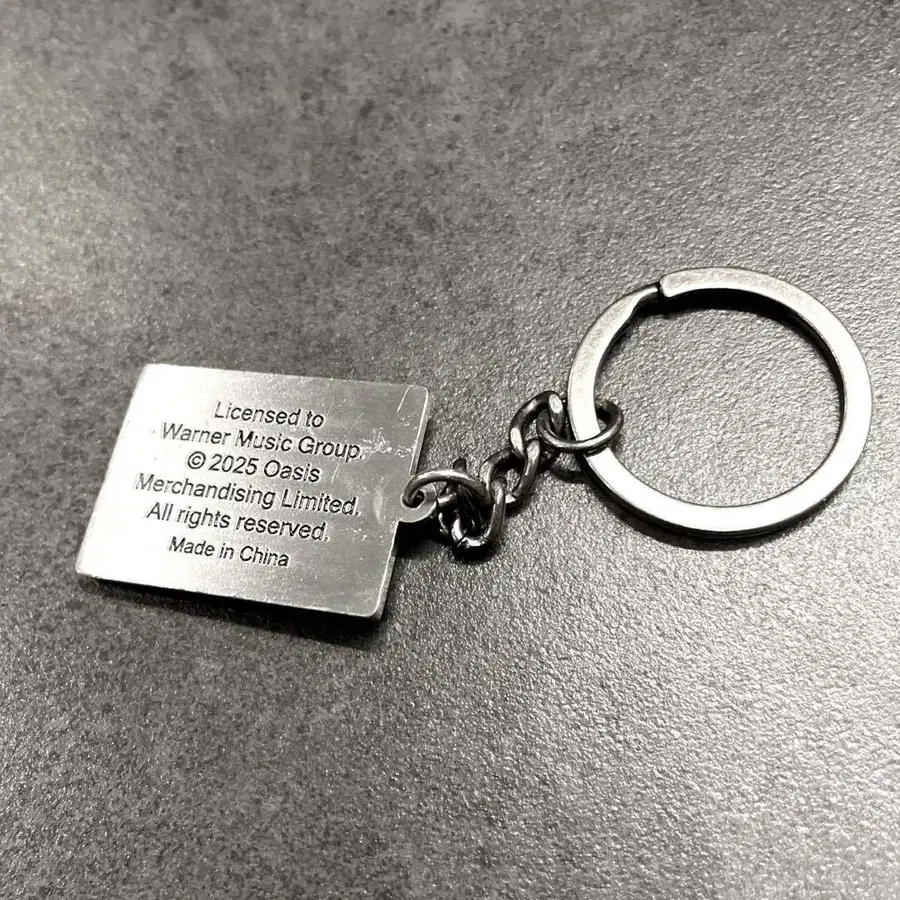 Licensed to
Warner Music Group.
© 2025 Oasis
Merchandising Limited.
All rights reserved.
Made in China